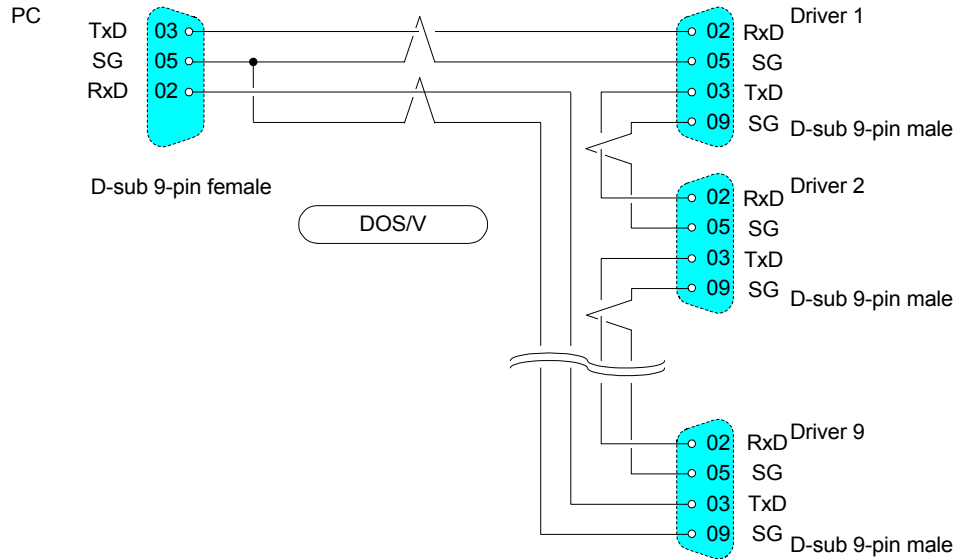 PC
TxD 03
SG 05
RxD 02
D-sub 9-pin female
DOS/V
Driver 1
02 RxD
05 SG
03 TxD
09 SG
D-sub 9-pin male
Driver 2
02 RxD
05 SG
03 TxD
09 SG
D-sub 9-pin male
Driver 9
02 RxD
05 SG
03 TxD
09 SG
D-sub 9-pin male